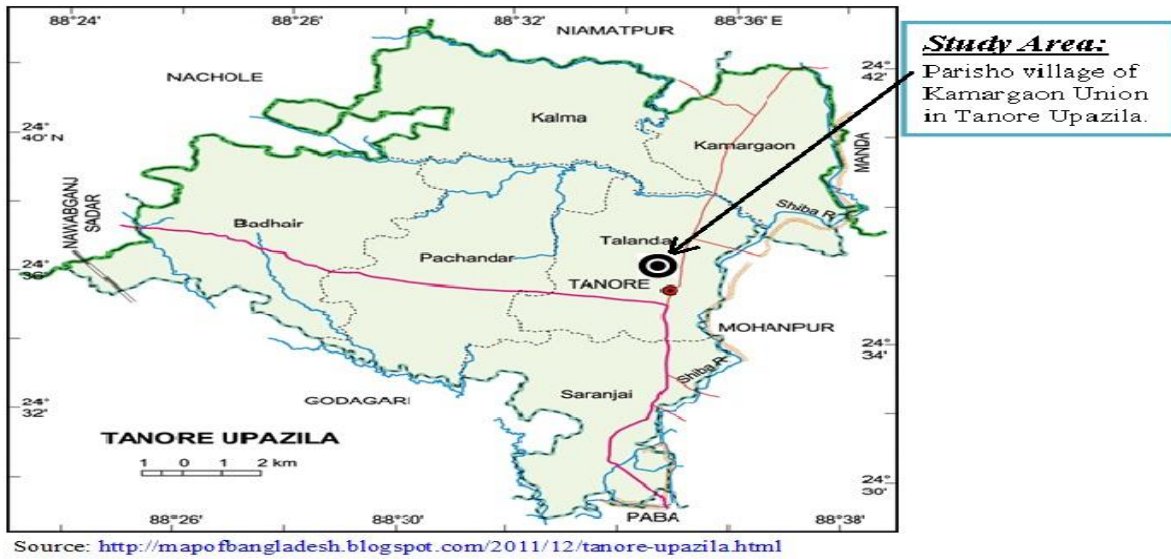 88°24' 88°28' 88°32' 88°36' E
NIAMATPUR
Study Area:
Parisho village of
Kamargaon Union
in Tanore Upazila.
NACHOLE
24°
42'
Kalma
24°
40' N
Kamargaon
MANDA
NAWABGANJ
SADAR
Shiba R
Badhair
Talanda
Pachandar
24°
36'
TANORE
MOHANPUR
24°
34'
Shiba R
Saranjai
GODAGARI
24°
32'
TANORE UPAZILA
1 0 1 2 km
24°
30'
PABA
88°26' 88°30' 88°38'
Source: http://mapofbangladesh.blogspot.com/2011/12/tanore-upazila.html